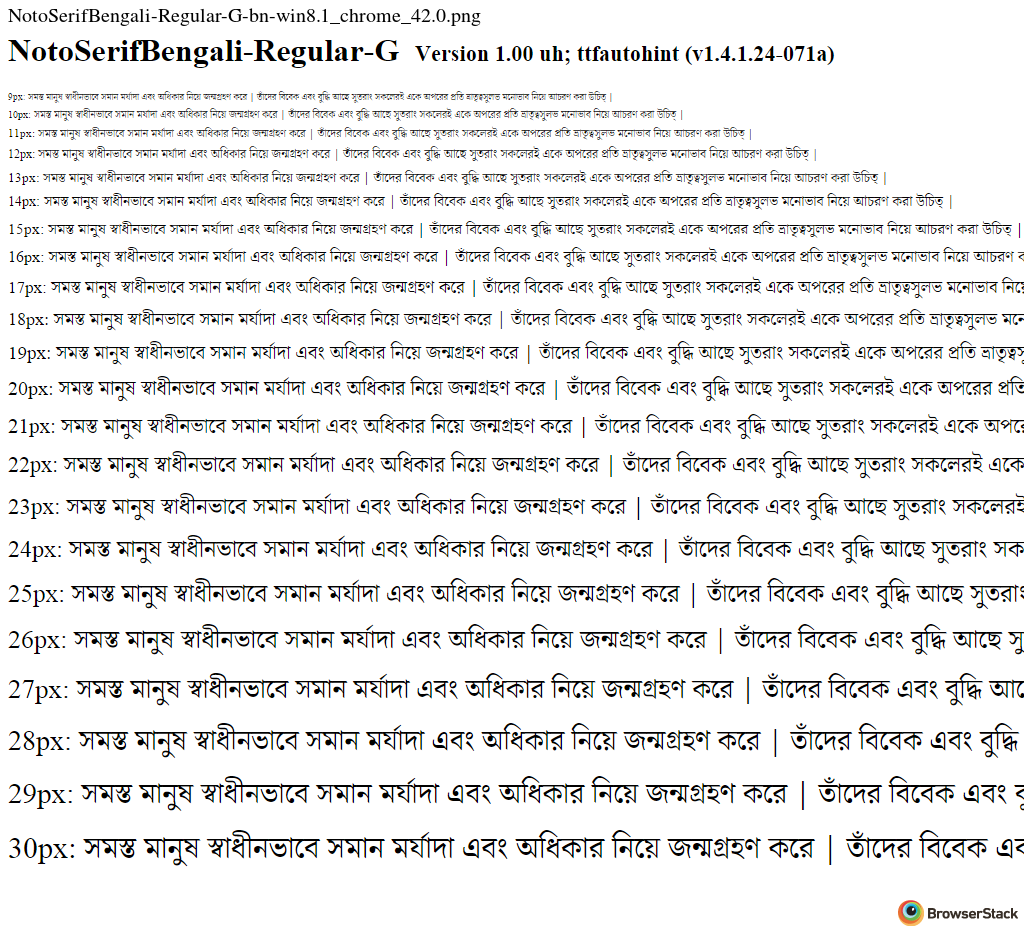 NotoSerifBengali-Regular-G-bn-win8.1_chrome_42.0.png
NotoSerifBengali-Regular-G Version 1.00 uh; ttfautohint (v1.4.1.24-071a)
9px: সমস্ত মানুষ স্বাধীনভাবে সমান মর্যাদা এবং অধিকার নিয়ে জন্মগ্রহণ করে | তাঁদের বিবেক এবং বুদ্ধি আছে সুতরাং সকলেরই একে অপরের প্রতি ভ্রাতৃত্বসুলভ মনোভাব নিয়ে আচরণ করা উচিত্ |
10px: সমস্ত মানুষ স্বাধীনভাবে সমান মর্যাদা এবং অধিকার নিয়ে জন্মগ্রহণ করে | তাঁদের বিবেক এবং বুদ্ধি আছে সুতরাং সকলেরই একে অপরের প্রতি ভ্রাতৃত্বসুলভ মনোভাব নিয়ে আচরণ করা উচিত্ |
11px: সমস্ত মানুষ স্বাধীনভাবে সমান মর্যাদা এবং অধিকার নিয়ে জন্মগ্রহণ করে | তাঁদের বিবেক এবং বুদ্ধি আছে সুতরাং সকলেরই একে অপরের প্রতি ভ্রাতৃত্বসুলভ মনোভাব নিয়ে আচরণ করা উচিত্ |
12px: সমস্ত মানুষ স্বাধীনভাবে সমান মর্যাদা এবং অধিকার নিয়ে জন্মগ্রহণ করে | তাঁদের বিবেক এবং বুদ্ধি আছে সুতরাং সকলেরই একে অপরের প্রতি ভ্রাতৃত্বসুলভ মনোভাব নিয়ে আচরণ করা উচিত্ |
13px: সমস্ত মানুষ স্বাধীনভাবে সমান মর্যাদা এবং অধিকার নিয়ে জন্মগ্রহণ করে | তাঁদের বিবেক এবং বুদ্ধি আছে সুতরাং সকলেরই একে অপরের প্রতি ভ্রাতৃত্বসুলভ মনোভাব নিয়ে আচরণ করা উচিত্ |
14px: সমস্ত মানুষ স্বাধীনভাবে সমান মর্যাদা এবং অধিকার নিয়ে জন্মগ্রহণ করে | তাঁদের বিবেক এবং বুদ্ধি আছে সুতরাং সকলেরই একে অপরের প্রতি ভ্রাতৃত্বসুলভ মনোভাব নিয়ে আচরণ করা উচিত্ |
15px: সমস্ত মানুষ স্বাধীনভাবে সমান মর্যাদা এবং অধিকার নিয়ে জন্মগ্রহণ করে | তাঁদের বিবেক এবং বুদ্ধি আছে সুতরাং সকলেরই একে অপরের প্রতি ভ্রাতৃত্বসুলভ মনোভাব নিয়ে আচরণ করা উচিত্ |
16px: সমস্ত মানুষ স্বাধীনভাবে সমান মর্যাদা এবং অধিকার নিয়ে জন্মগ্রহণ করে | তাঁদের বিবেক এবং বুদ্ধি আছে সুতরাং সকলেরই একে অপরের প্রতি ভ্রাতৃত্বসুলভ মনোভাব নিয়ে আচরণ
17px: সমস্ত মানুষ স্বাধীনভাবে সমান মর্যাদা এবং অধিকার নিয়ে জন্মগ্রহণ করে | তাঁদের বিবেক এবং বুদ্ধি আছে সুতরাং সকলেরই একে অপরের প্রতি ভ্রাতৃত্বসুলভ মনোভাব নিয়ে
18px: সমস্ত মানুষ স্বাধীনভাবে সমান মর্যাদা এবং অধিকার নিয়ে জন্মগ্রহণ করে | তাঁদের বিবেক এবং বুদ্ধি আছে সুতরাং সকলেরই একে অপরের প্রতি ভ্রাতৃত্বসুলভ
19px: সমস্ত মানুষ স্বাধীনভাবে সমান মর্যাদা এবং অধিকার নিয়ে জন্মগ্রহণ করে | তাঁদের বিবেক এবং বুদ্ধি আছে সুতরাং সকলেরই একে অপরের প্রতি
20px: সমস্ত মানুষ স্বাধীনভাবে সমান মর্যাদা এবং অধিকার নিয়ে জন্মগ্রহণ করে | তাঁদের বিবেক এবং বুদ্ধি আছে সুতরাং সকলেরই একে অপরের প্রতি
21px: সমস্ত মানুষ স্বাধীনভাবে সমান মর্যাদা এবং অধিকার নিয়ে জন্মগ্রহণ করে | তাঁদের বিবেক এবং বুদ্ধি আছে সুতরাং সকলেরই একে
22px: সমস্ত মানুষ স্বাধীনভাবে সমান মর্যাদা এবং অধিকার নিয়ে জন্মগ্রহণ করে | তাঁদের বিবেক এবং বুদ্ধি আছে সুতরাং সকলেরই একে
23px: সমস্ত মানুষ স্বাধীনভাবে সমান মর্যাদা এবং অধিকার নিয়ে জন্মগ্রহণ করে | তাঁদের বিবেক এবং বুদ্ধি আছে সুতরাং সকলেরই
24px: সমস্ত মানুষ স্বাধীনভাবে সমান মর্যাদা এবং অধিকার নিয়ে জন্মগ্রহণ করে | তাঁদের বিবেক এবং বুদ্ধি আছে সুতরাং সক
25px: সমস্ত মানুষ স্বাধীনভাবে সমান মর্যাদা এবং অধিকার নিয়ে জন্মগ্রহণ করে | তাঁদের বিবেক এবং বুদ্ধি আছে সুতরাং
26px: সমস্ত মানুষ স্বাধীনভাবে সমান মর্যাদা এবং অধিকার নিয়ে জন্মগ্রহণ করে | তাঁদের বিবেক এবং বুদ্ধি আছে সু
27px: সমস্ত মানুষ স্বাধীনভাবে সমান মর্যাদা এবং অধিকার নিয়ে জন্মগ্রহণ করে | তাঁদের বিবেক এবং বুদ্ধি
28px: সমস্ত মানুষ স্বাধীনভাবে সমান মর্যাদা এবং অধিকার নিয়ে জন্মগ্রহণ করে | তাঁদের বিবেক এবং বুদ্ধি
29px: সমস্ত মানুষ স্বাধীনভাবে সমান মর্যাদা এবং অধিকার নিয়ে জন্মগ্রহণ করে | তাঁদের বিবেক এবং
30px: সমস্ত মানুষ স্বাধীনভাবে সমান মর্যাদা এবং অধিকার নিয়ে জন্মগ্রহণ করে | তাঁদের বিবেক
BrowserStack